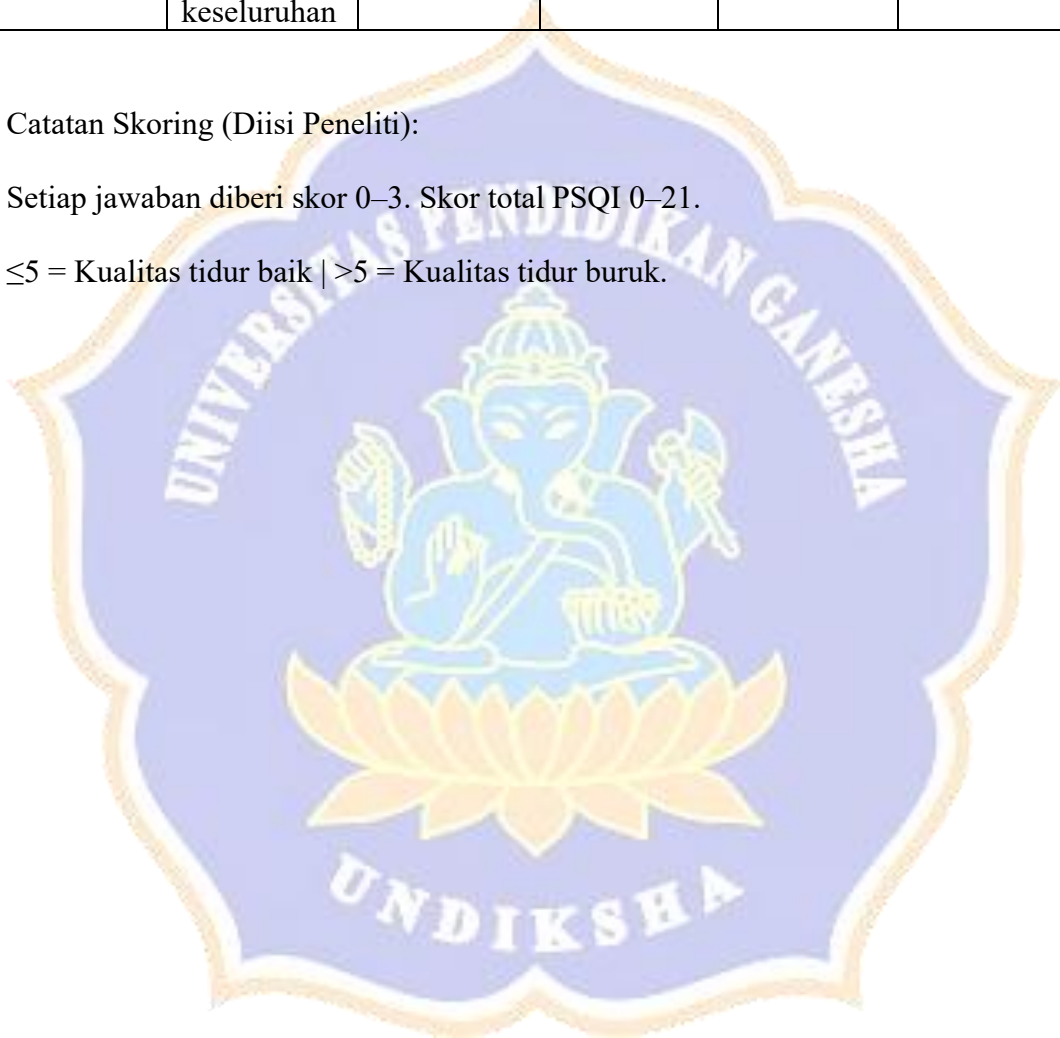 keseluruhan
Catatan Skoring (Diisi Peneliti):
Setiap jawaban diberi skor 0–3. Skor total PSQI 0–21.
≤5 = Kualitas tidur baik | >5 = Kualitas tidur buruk.
UNIVERSITAS PENDIDIKAN GANESHA
UNDIKSHA